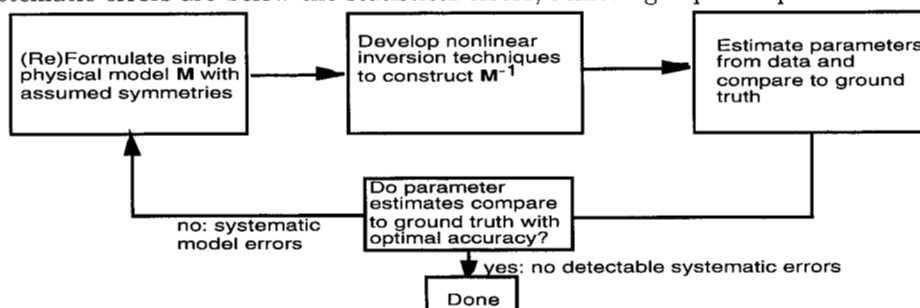 (Re)Formulate simple
physical model M with
assumed symmetries
Develop nonlinear
inversion techniques
to construct M-1
Estimate parameters
from data and
compare to ground
truth
Do parameter
estimates compare
to ground truth with
optimal accuracy?
no: systematic
model errors
yes: no detectable systematic errors
Done